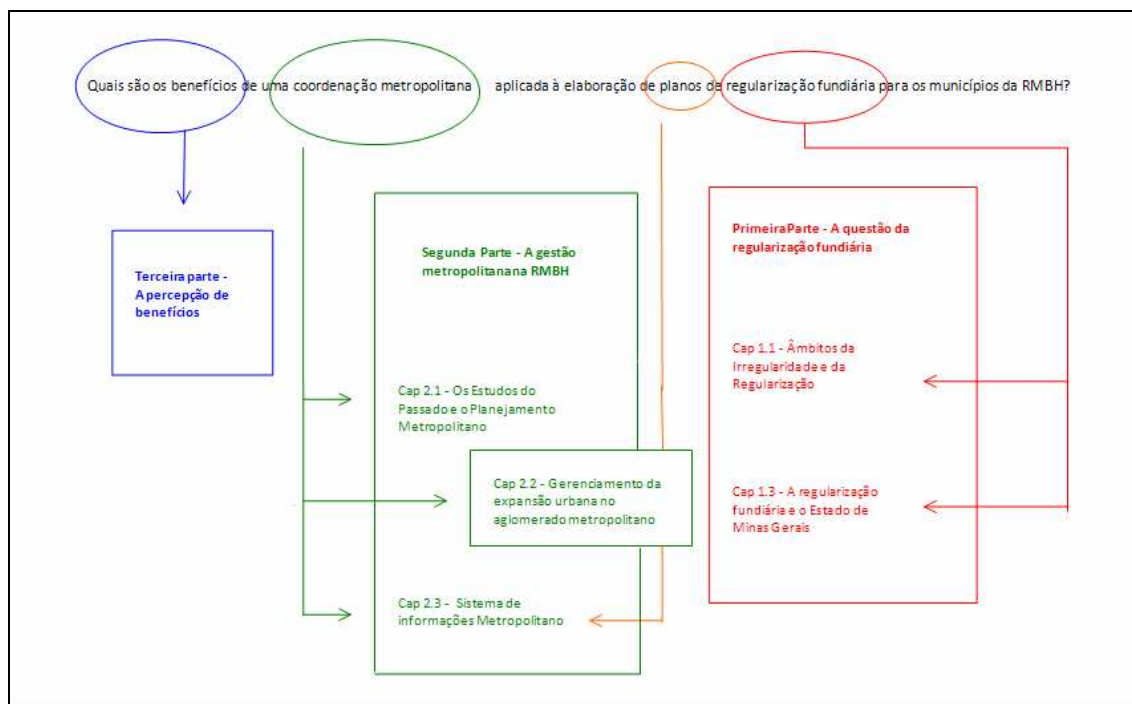 Quais são os benefícios de uma coordenação metropolitana aplicada à elaboração de planos de regularização fundiária para os municípios da RMBH?
Terceira parte -
A percepção de
benefícios
Segunda Parte - A gestão
metropolitanana RMBH
Cap 2.1 - Os Estudos do
Passado e o Planejamento
Metropolitano
Cap 2.2 - Gerenciamento da
expansão urbana no
aglomerado metropolitano
Cap 2.3 - Sistema de
informações Metropolitano
Primeira Parte - A questão da
regularização fundiária
Cap 1.1 - Âmbitos da
Irregularidade e da
Regularização
Cap 1.3 - A regularização
fundiária e o Estado de
Minas Gerais